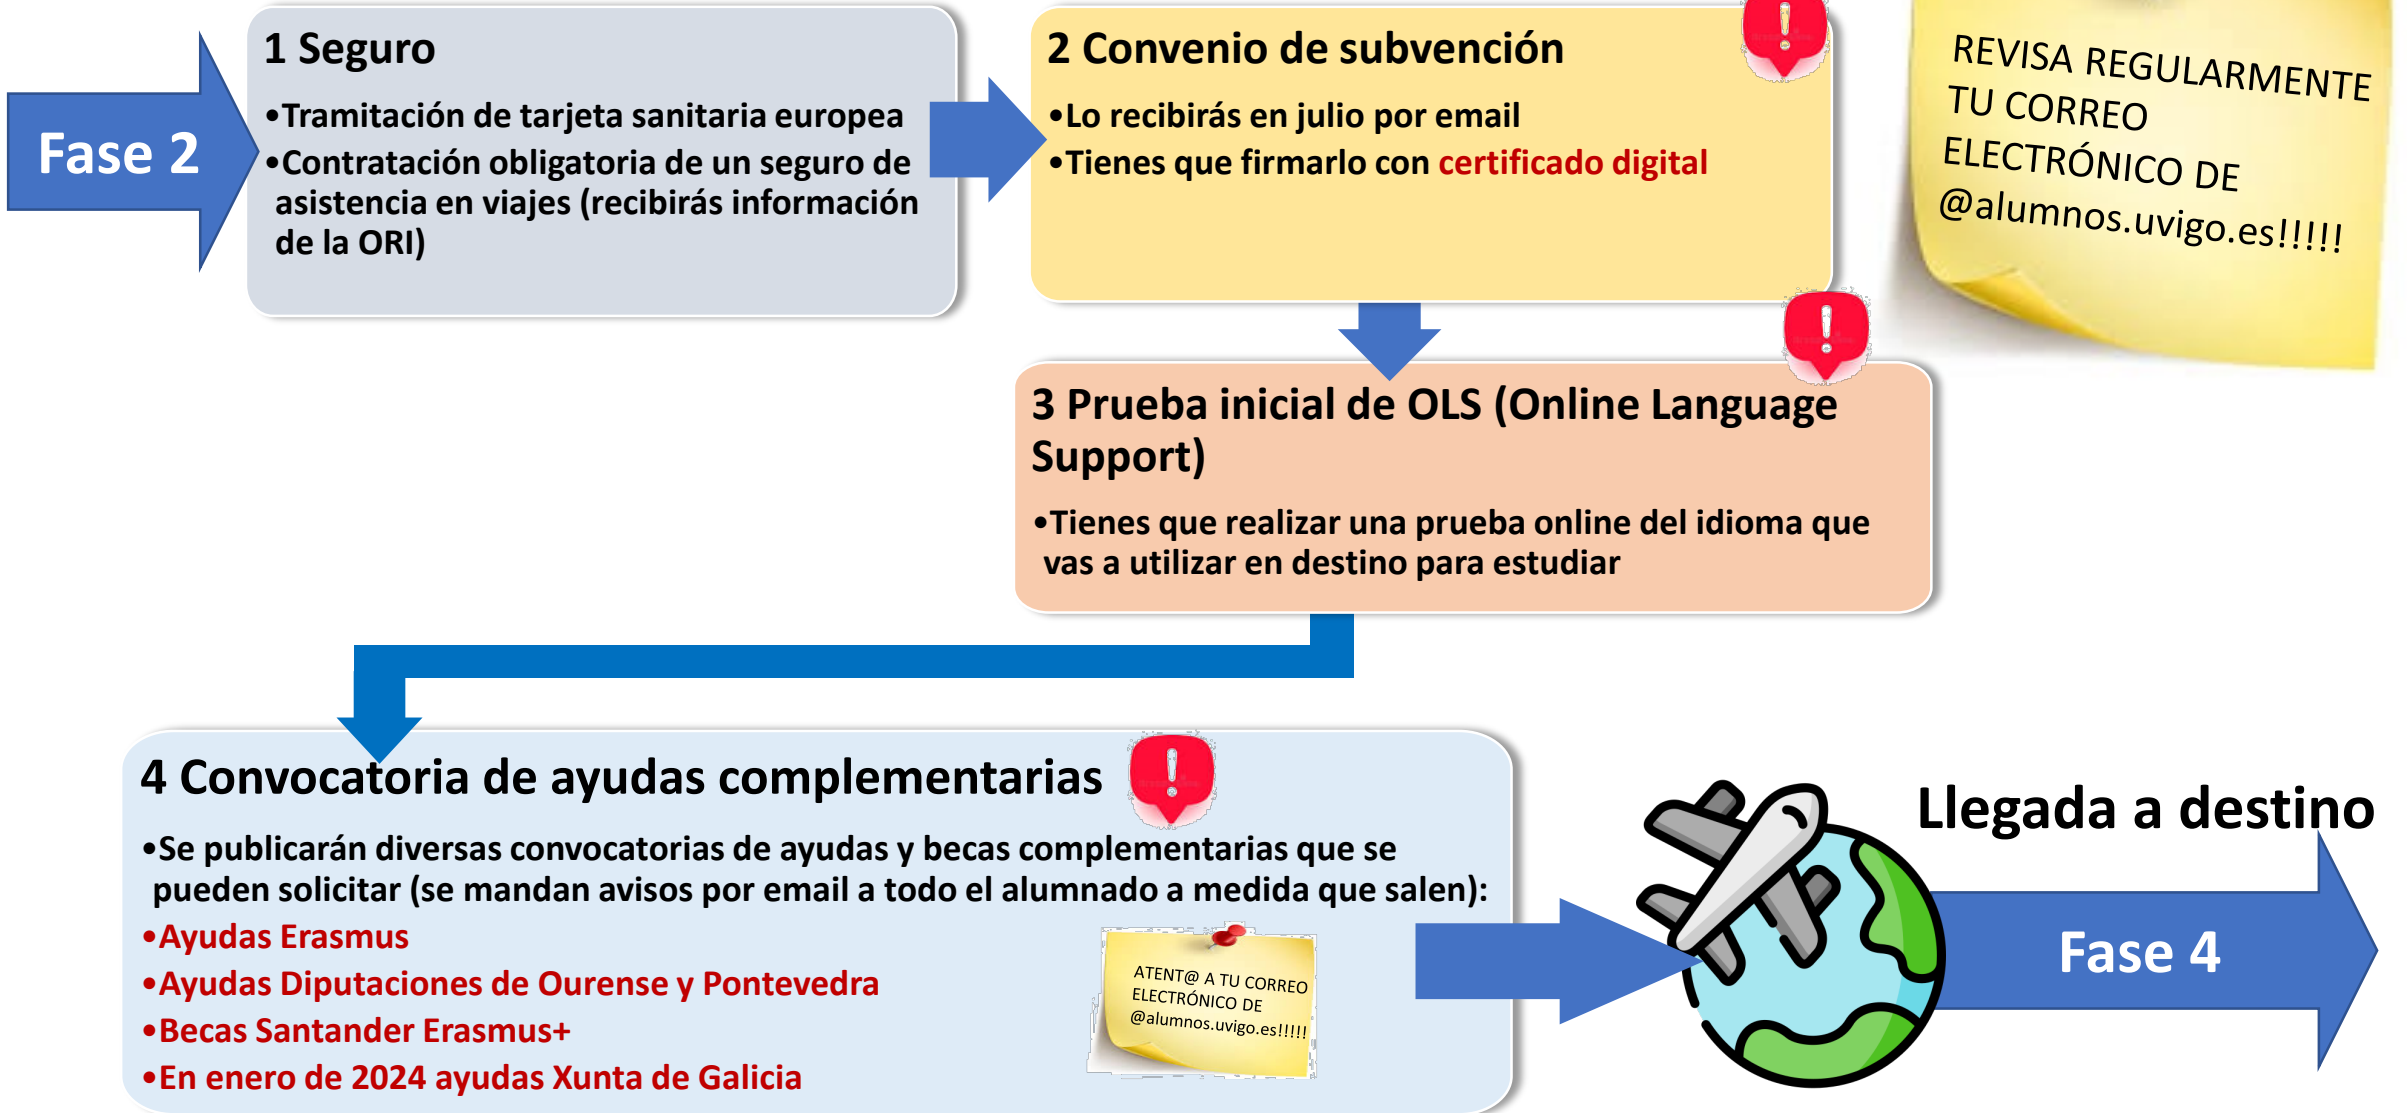 Fase 2
1 Seguro
•Tramitación de tarjeta sanitaria europea
•Contratación obligatoria de un seguro de
asistencia en viajes (recibirás información
de la ORI)
2 Convenio de subvención
•Lo recibirás en julio por email
•Tienes que firmarlo con certificado digital
REVISA REGULARMENTE
TU CORREO
ELECTRÓNICO DE
@alumnos.uvigo.es!!!!!
3 Prueba inicial de OLS (Online Language
Support)
•Tienes que realizar una prueba online del idioma que
vas a utilizar en destino para estudiar
4 Convocatoria de ayudas complementarias
•Se publicarán diversas convocatorias de ayudas y becas complementarias que se
pueden solicitar (se mandan avisos por email a todo el alumnado a medida que salen):
•Ayudas Erasmus
•Ayudas Diputaciones de Ourense y Pontevedra
•Becas Santander Erasmus+
•En enero de 2024 ayudas Xunta de Galicia
ATENT@ A TU CORREO
ELECTRÓNICO DE
@alumnos.uvigo.es!!!!!
Llegada a destino
Fase 4